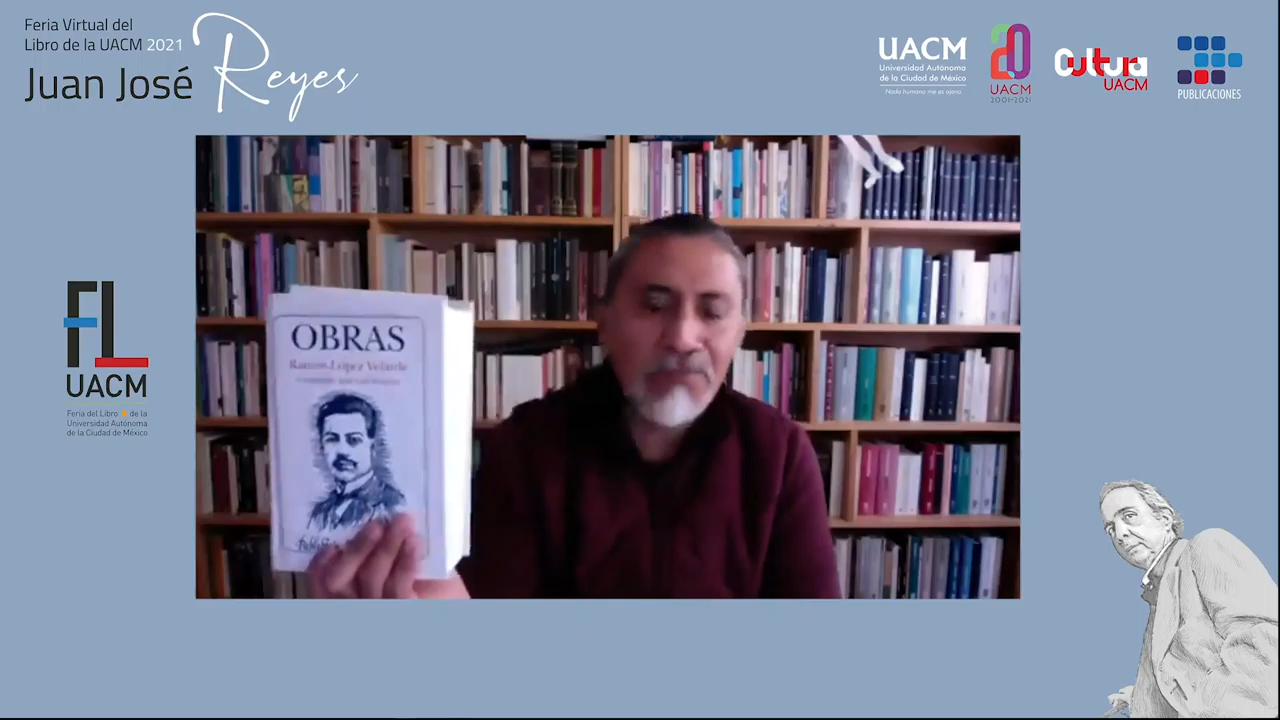 Feria Virtual del
Libro de la UACM 2021
Juan José Reyes
UACM
Universidad Autónoma
de la Ciudad de México
Nada humano me es ajeno
20
UACM
2001-2021
Cultura
UACM
PUBLICACIONES
FL
UACM
Feria del Libro de la
Universidad Autónoma
de la Ciudad de México
OBRAS
Ramón López Velarde